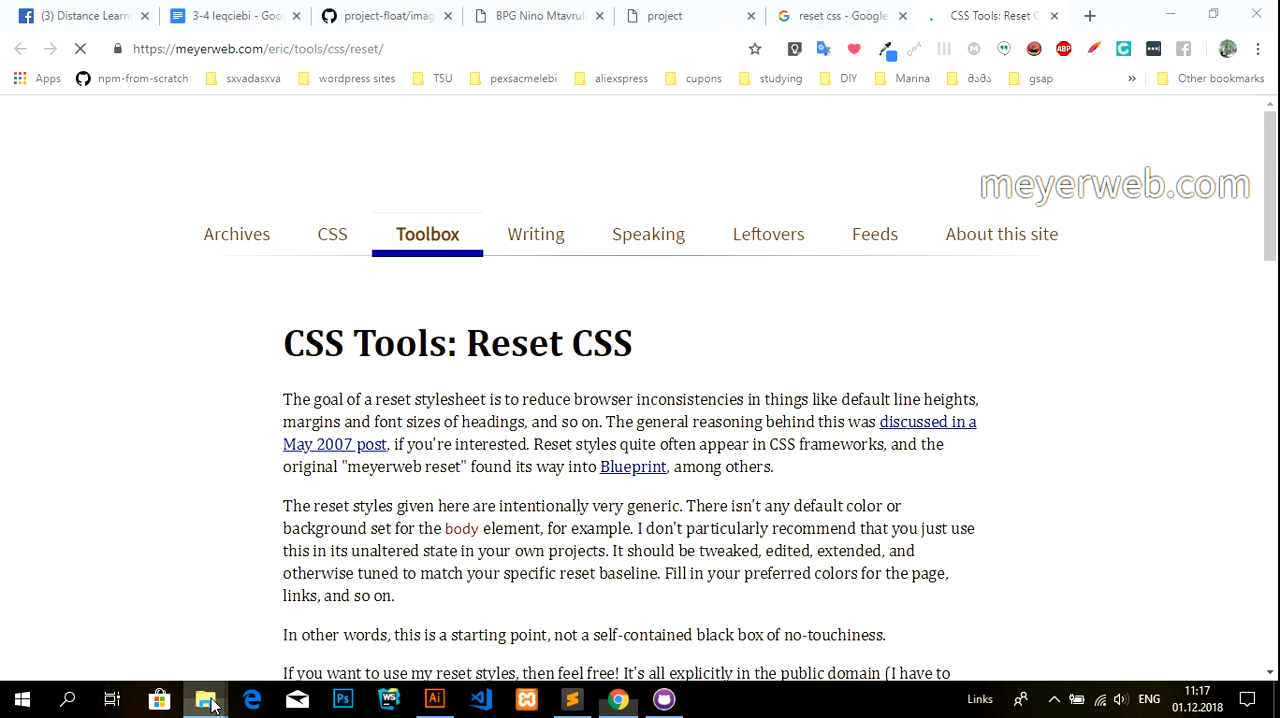 (3) Distance Learni
3-4 leqciebi - Goo
project-float/imag
BPG Nino Mtavruli
project
reset css - Google
CSS Tools: Reset C
https://meyerweb.com/eric/tools/css/reset/
Apps
npm-from-scratch
sxvadasxva
wordpress sites
TSU
pexsacmelebi
aliexspress
cupons
studying
DIY
Marina
მამა
gsap
»
Other bookmarks
meyerweb.com
Archives
CSS
Toolbox
Writing
Speaking
Leftovers
Feeds
About this site
CSS Tools: Reset CSS
The goal of a reset stylesheet is to reduce browser inconsistencies in things like default line heights,
margins and font sizes of headings, and so on. The general reasoning behind this was discussed in a
May 2007 post, if you're interested. Reset styles quite often appear in CSS frameworks, and the
original "meyerweb reset" found its way into Blueprint, among others.
The reset styles given here are intentionally very generic. There isn't any default color or
background set for the body element, for example. I don't particularly recommend that you just use
this in its unaltered state in your own projects. It should be tweaked, edited, extended, and
otherwise tuned to match your specific reset baseline. Fill in your preferred colors for the page,
links, and so on.
In other words, this is a starting point, not a self-contained black box of no-touchiness.
If you want to use my reset styles, then feel free! It's all explicitly in the public domain (I have to
Links
ENG
11:17
01.12.2018